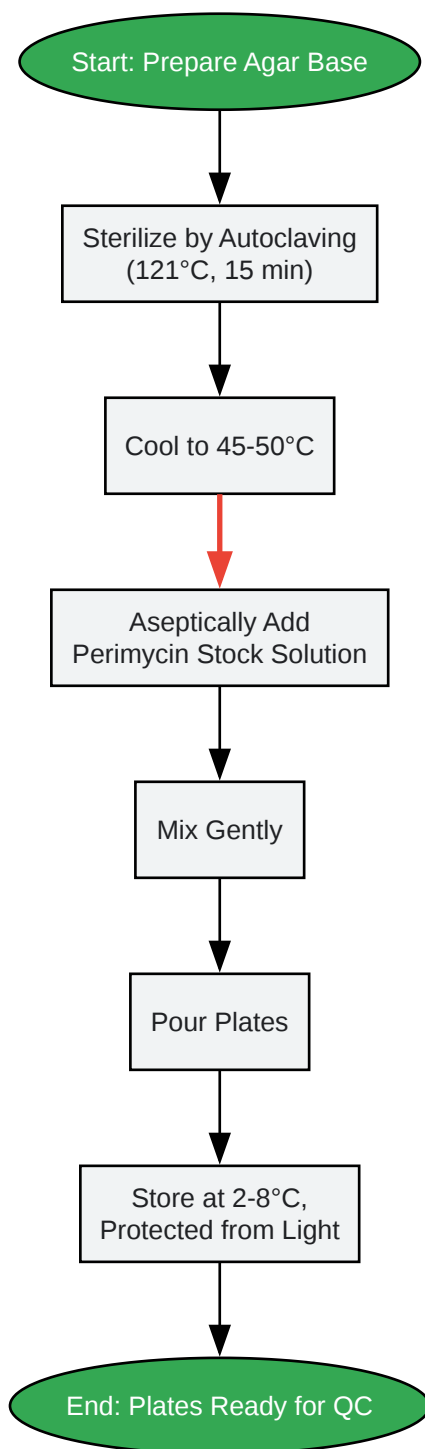 Start: Prepare Agar Base
Sterilize by Autoclaving
(121°C, 15 min)
Cool to 45-50°C
Aseptically Add
Perimycin Stock Solution
Mix Gently
Pour Plates
Store at 2-8°C,
Protected from Light
End: Plates Ready for QC